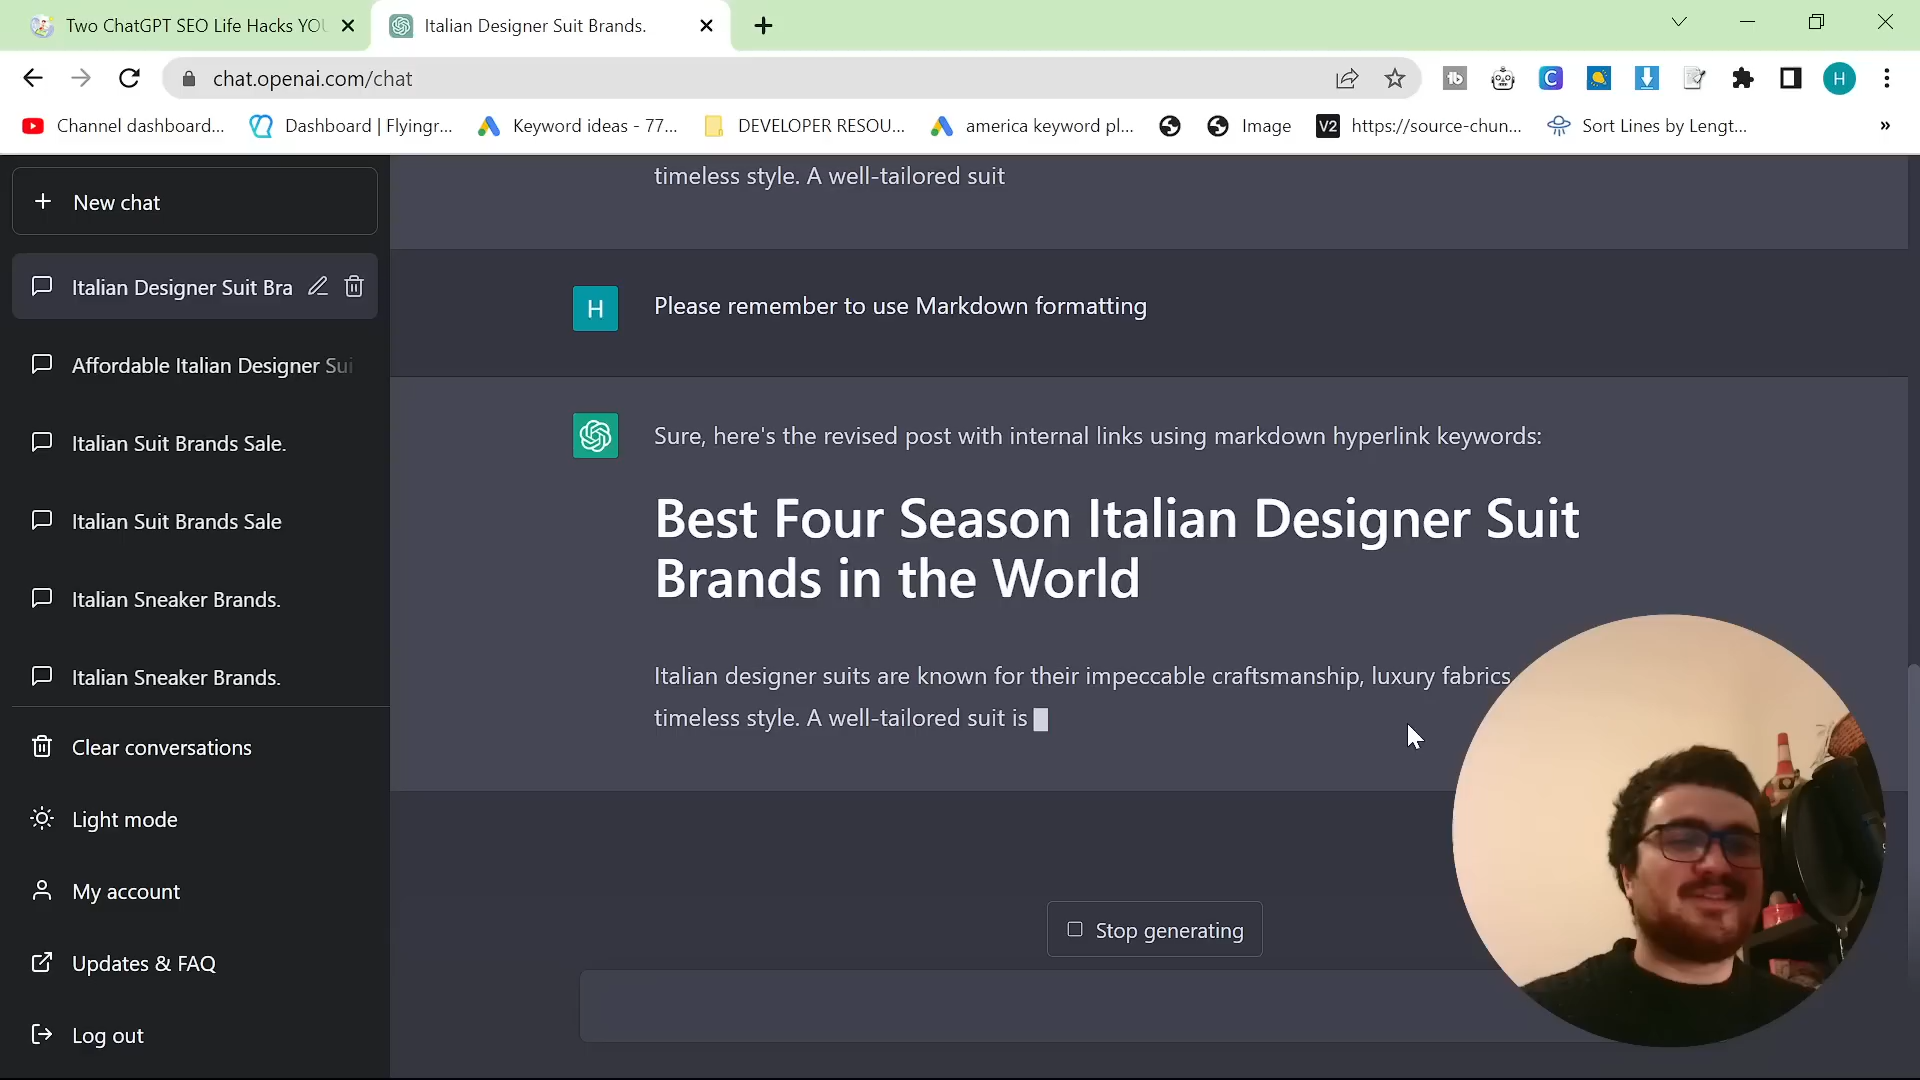 Two ChatGPT SEO Life Hacks YOU
Italian Designer Suit Brands.
chat.openai.com/chat
H
Channel dashboard...
Dashboard | Flyingr...
Keyword ideas - 77...
DEVELOPER RESOU...
america keyword pl...
Image
V2
https://source-chun...
Sort Lines by Lengt...
»
New chat
Italian Designer Suit Bra
Affordable Italian Designer Sui
Italian Suit Brands Sale.
Italian Suit Brands Sale
Italian Sneaker Brands.
Italian Sneaker Brands.
Clear conversations
Light mode
My account
Updates & FAQ
Log out
timeless style. A well-tailored suit
H
Please remember to use Markdown formatting
Sure, here's the revised post with internal links using markdown hyperlink keywords:
Best Four Season Italian Designer Suit
Brands in the World
Italian designer suits are known for their impeccable craftsmanship, luxury fabrics
timeless style. A well-tailored suit is
Stop generating